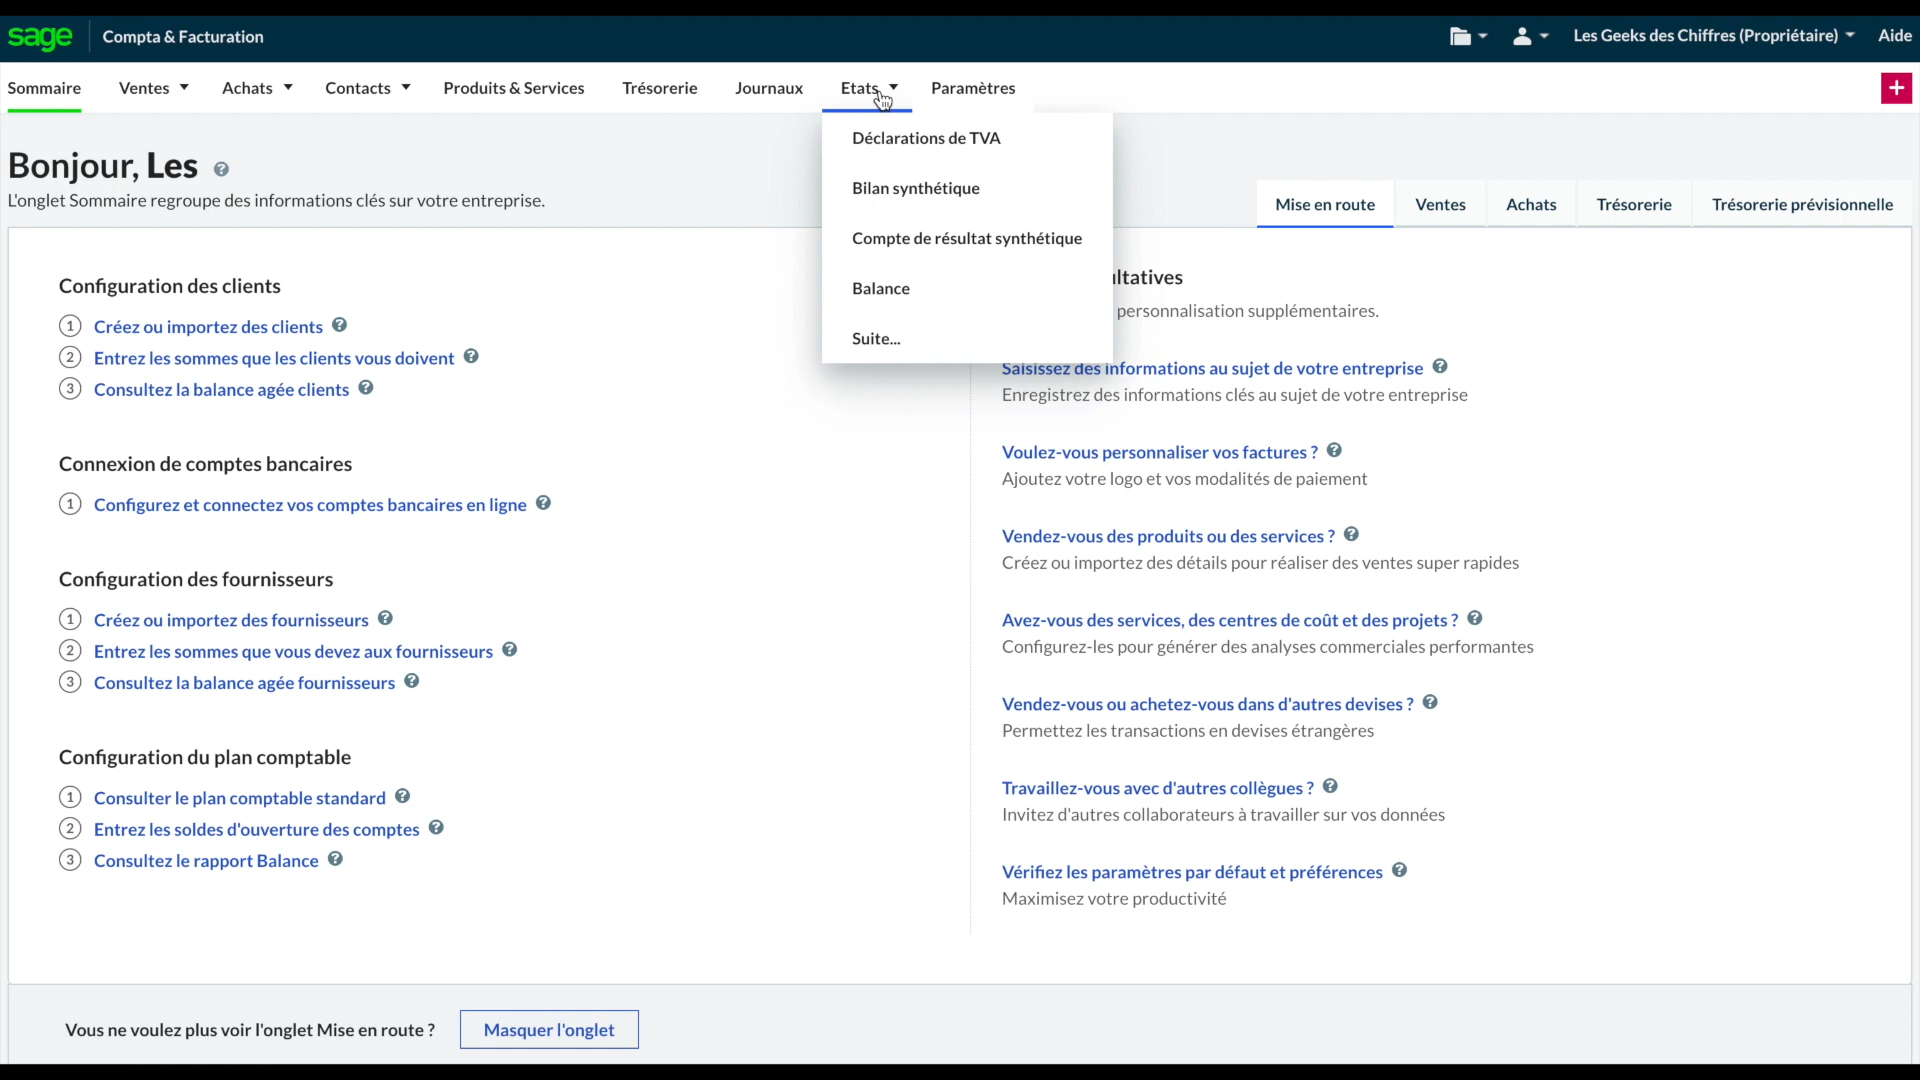 sage
Compta & Facturation
Les Geeks des Chiffres (Propriétaire)
Aide
Sommaire
Ventes
Achats
Contacts
Produits & Services
Trésorerie
Journaux
Etats
Paramètres
+
Déclarations de TVA
Bilan synthétique
Compte de résultat synthétique
Balance
Suite...
Bonjour, Les ?
L'onglet Sommaire regroupe des informations clés sur votre entreprise.
Mise en route
Ventes
Achats
Trésorerie
Trésorerie prévisionnelle
Configuration des clients
1 Créez ou importez des clients ?
2 Entrez les sommes que les clients vous doivent ?
3 Consultez la balance agée clients ?
Connexion de comptes bancaires
1 Configurez et connectez vos comptes bancaires en ligne ?
Configuration des fournisseurs
1 Créez ou importez des fournisseurs ?
2 Entrez les sommes que vous devez aux fournisseurs ?
3 Consultez la balance agée fournisseurs ?
Configuration du plan comptable
1 Consulter le plan comptable standard ?
2 Entrez les soldes d'ouverture des comptes ?
3 Consultez le rapport Balance ?
ltatives
personnalisation supplémentaires.
Saisissez des informations au sujet de votre entreprise ?
Enregistrez des informations clés au sujet de votre entreprise
Voulez-vous personnaliser vos factures ? ?
Ajoutez votre logo et vos modalités de paiement
Vendez-vous des produits ou des services ? ?
Créez ou importez des détails pour réaliser des ventes super rapides
Avez-vous des services, des centres de coût et des projets ? ?
Configurez-les pour générer des analyses commerciales performantes
Vendez-vous ou achetez-vous dans d'autres devises ? ?
Permettez les transactions en devises étrangères
Travaillez-vous avec d'autres collègues ? ?
Invitez d'autres collaborateurs à travailler sur vos données
Vérifiez les paramètres par défaut et préférences ?
Maximisez votre productivité
Vous ne voulez plus voir l'onglet Mise en route ?
Masquer l'onglet